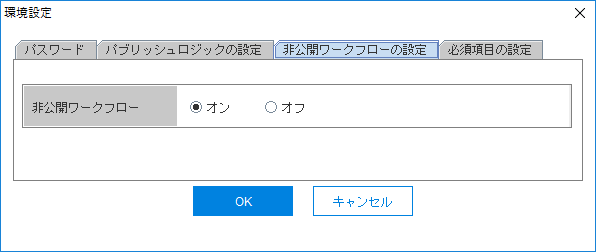 環境設定
パスワード
パブリッシュロジックの設定
非公開ワークフローの設定
必須項目の設定
非公開ワークフロー
オン
オフ
OK
キャンセル